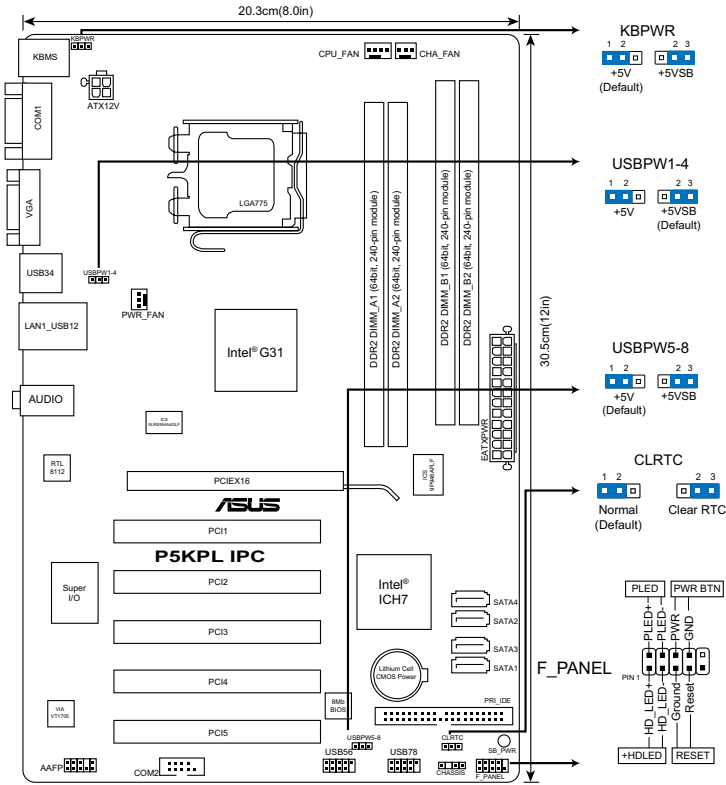 20.3cm(8.0in)
KBPWR
KBMS
CPU_FAN
CHA_FAN
ATX12V
COM1
VGA
LGA775
USB34
USBPW1-4
PWR_FAN
LAN1_USB12
AUDIO
Intel® G31
DDR2 DIMM_A1 (64bit, 240-pin module)
DDR2 DIMM_A2 (64bit, 240-pin module)
DDR2 DIMM_B1 (64bit, 240-pin module)
DDR2 DIMM_B2 (64bit, 240-pin module)
30.5cm(12in)
EATXPWR
ICS
ICS
9P946AFLF
RTL
8112
PCIEX16
ASUS
PCI1
P5KPL IPC
PCI2
Super
I/O
PCI3
PCI4
PCI5
VIA
VT1705
Intel®
ICH7
SATA4
SATA2
SATA3
SATA1
Lithium Cell
CMOS Power
8Mb
BIOS
PRI_IDE
USBPW5-8
CLRTC
SB_PWR
AAFP
COM2
USB56
USB78
CHASSIS
F_PANEL
KBPWR
1 2
2 3
+5V
(Default)
+5VSB
USBPW1-4
1 2
2 3
+5V
+5VSB
(Default)
USBPW5-8
1 2
2 3
+5V
(Default)
+5VSB
CLRTC
1 2
2 3
Normal
(Default)
Clear RTC
F_PANEL
PLED
PWR BTN
PLED+
PLED-
PWR
GND
PIN 1
HD_LED+
HD_LED-
Ground
Reset
+HDLED
RESET